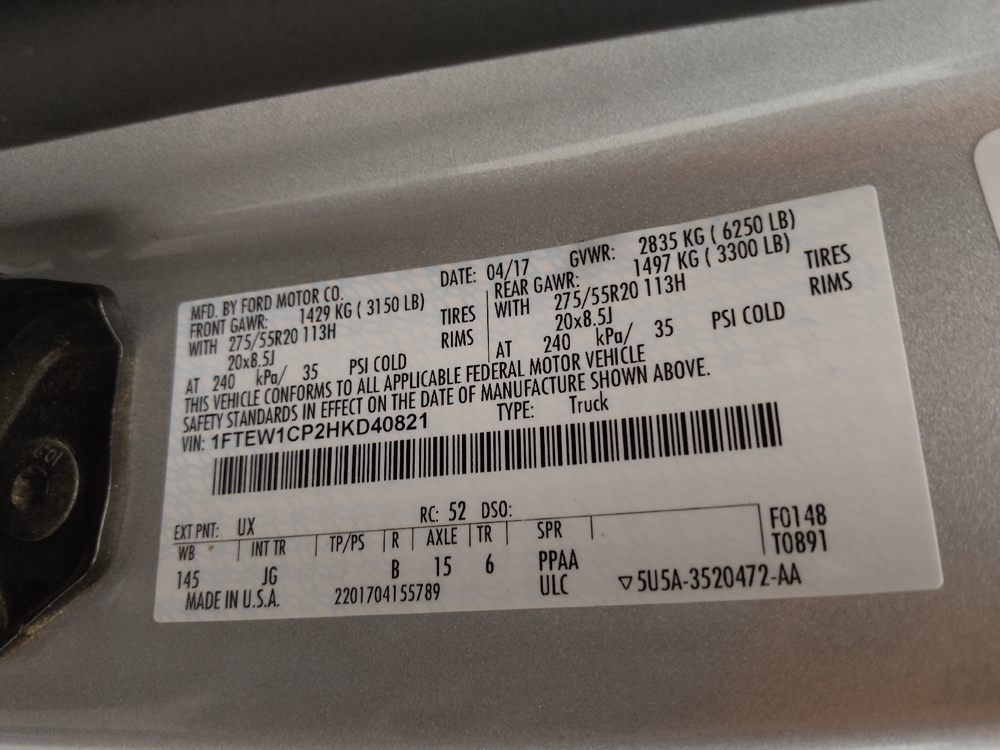 MFD. BY FORD MOTOR CO. DATE: 04/17 GVWR: 2835 KG ( 6250 LB)
FRONT GAWR: 1429 KG ( 3150 LB) REAR GAWR: 1497 KG ( 3300 LB)
WITH 275/55R20 113H TIRES WITH 275/55R20 113H TIRES
20x8.5J RIMS 20x8.5J RIMS
AT 240 kPa/ 35 PSI COLD AT 240 kPa/ 35 PSI COLD
THIS VEHICLE CONFORMS TO ALL APPLICABLE FEDERAL MOTOR VEHICLE
SAFETY STANDARDS IN EFFECT ON THE DATE OF MANUFACTURE SHOWN ABOVE.
VIN: 1FTEW1CP2HKD40821 TYPE: Truck
EXT PNT: UX RC: 52 DSO: F0148
WB INT TR TP/PS R AXLE TR SPR T0891
145 JG B 15 6 PPAA
MADE IN U.S.A. 2201704155789 ULC ▽5U5A-3520472-AA